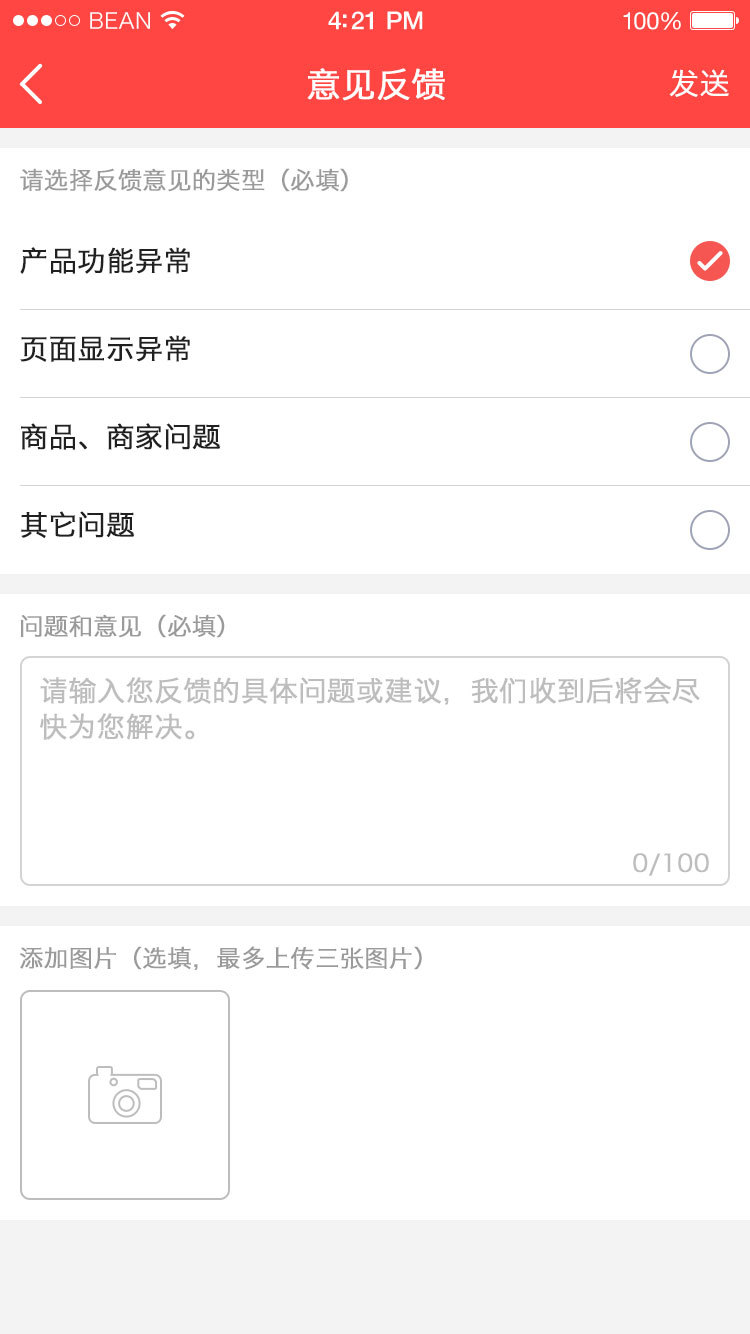 BEAN 4:21 PM 100%
意见反馈 发送
请选择反馈意见的类型（必填）
产品功能异常
页面显示异常
商品、商家问题
其它问题
问题和意见（必填）
请输入您反馈的具体问题或建议，我们收到后将会尽
快为您解决。
0/100
添加图片（选填，最多上传三张图片）